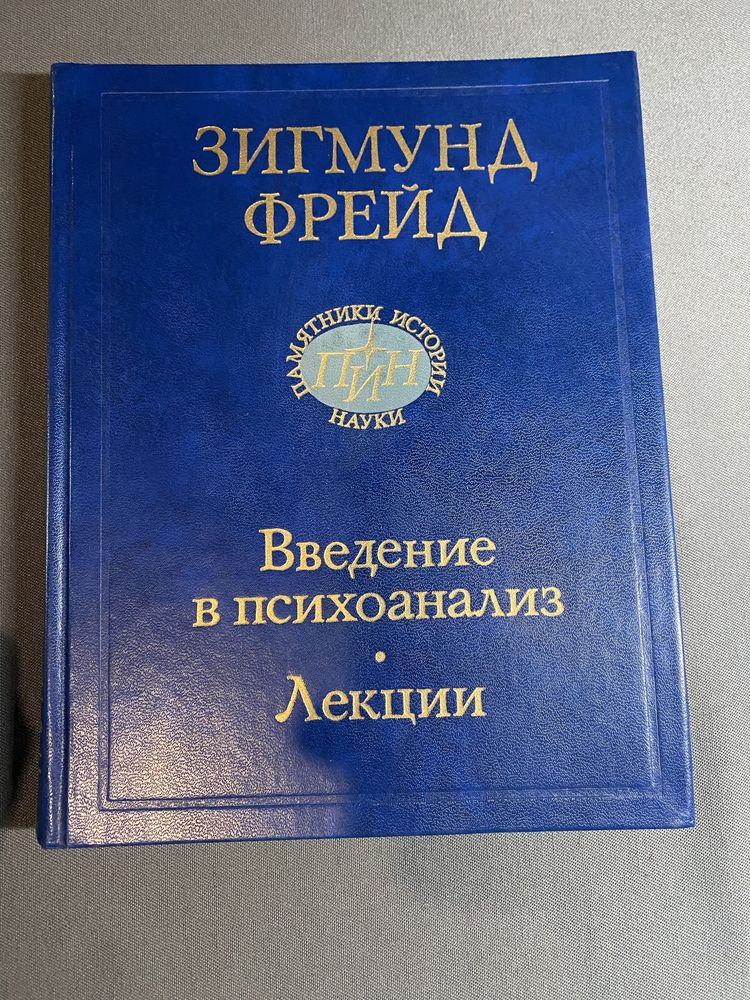 ЗИГМУНД
ФРЕЙД
ПАМЯТНИКИ ИСТОРИИ
ПИН
НАУКИ
Введение
в психоанализ
•
Лекции